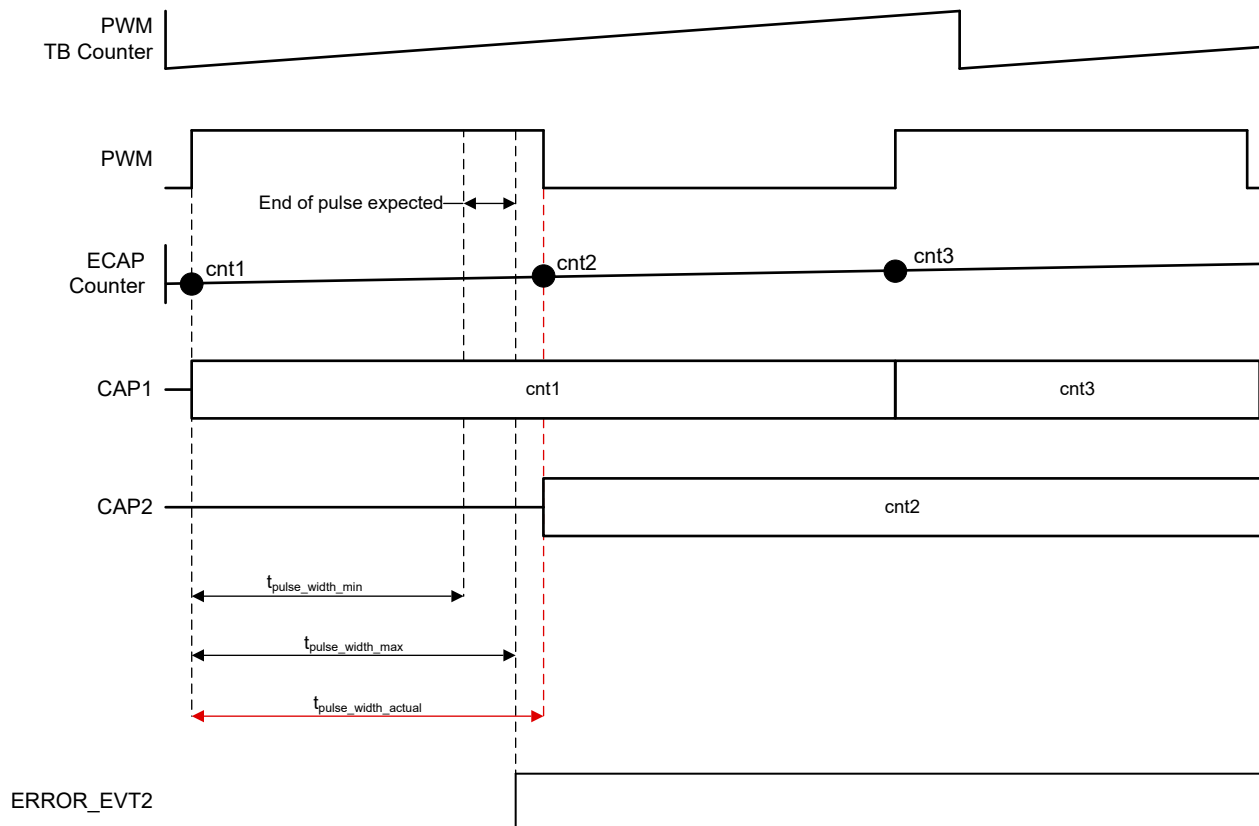 PWM
TB Counter
PWM
End of pulse expected
ECAP
Counter
cnt1
cnt2
cnt3
CAP1
cnt1
cnt3
CAP2
cnt2
tpulse_width_min
tpulse_width_max
tpulse_width_actual
ERROR_EVT2